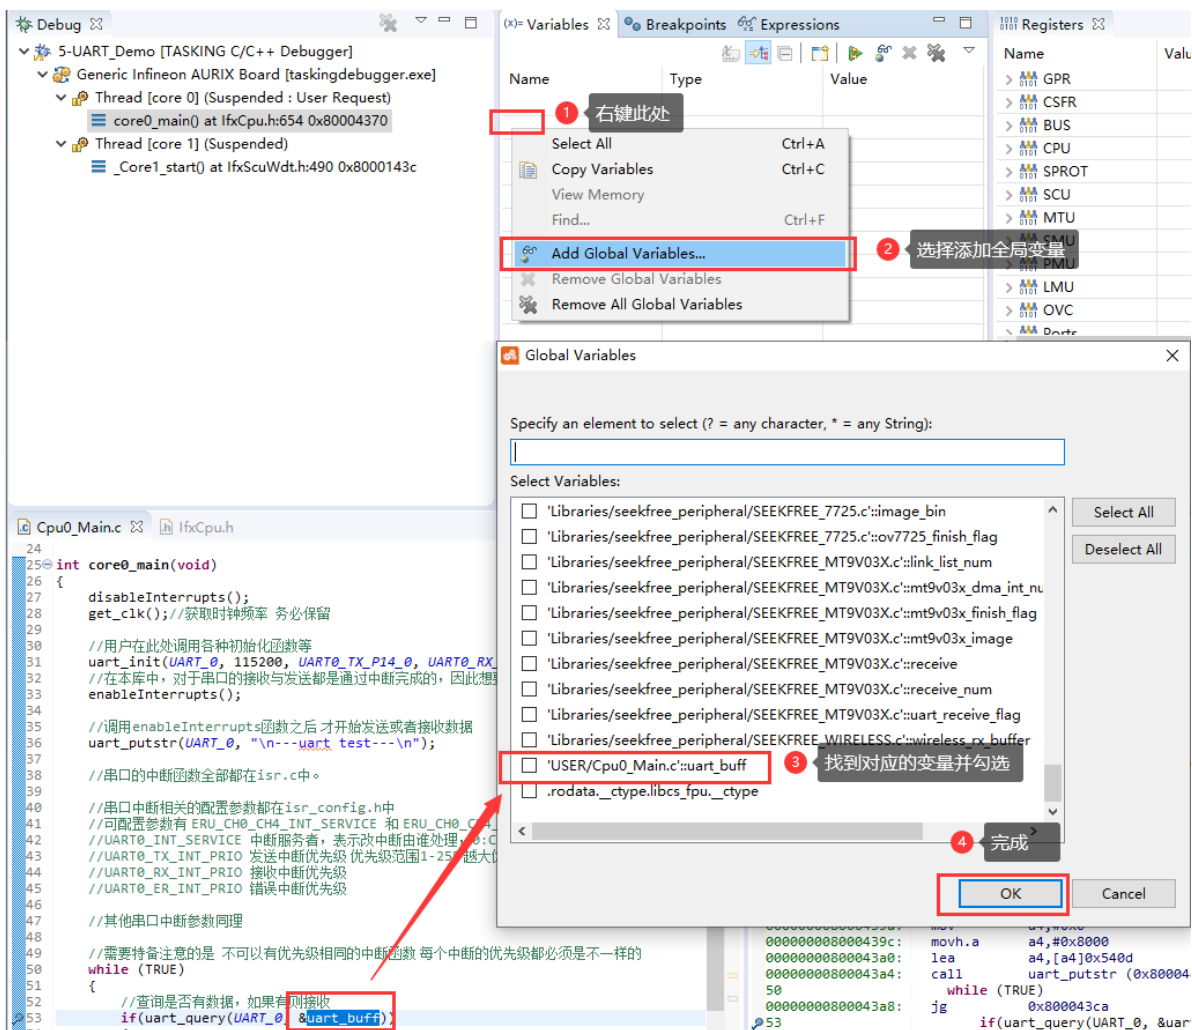 Debug
5-UART_Demo [TASKING C/C++ Debugger]
Generic Infineon AURIX Board [taskingdebugger.exe]
Thread [core 0] (Suspended : User Request)
core0_main() at IfxCpu.h:654 0x80004370
Thread [core 1] (Suspended)
_Core1_start() at IfxScuWdt.h:490 0x8000143c
(x)= Variables
Breakpoints
Expressions
Name Type Value
1 右键此处
Select All Ctrl+A
Copy Variables Ctrl+C
View Memory
Find... Ctrl+F
Add Global Variables...
Remove Global Variables
Remove All Global Variables
2 选择添加全局变量
Registers
Name Valu
GPR
CSFR
BUS
CPU
SPROT
SCU
MTU
SMU
PMU
LMU
OVC
Ports
Global Variables
Specify an element to select (? = any character, * = any String):
Select Variables:
'Libraries/seekfree_peripheral/SEEKFREE_7725.c'::image_bin
'Libraries/seekfree_peripheral/SEEKFREE_7725.c'::ov7725_finish_flag
'Libraries/seekfree_peripheral/SEEKFREE_MT9V03X.c'::link_list_num
'Libraries/seekfree_peripheral/SEEKFREE_MT9V03X.c'::mt9v03x_dma_int_nu
'Libraries/seekfree_peripheral/SEEKFREE_MT9V03X.c'::mt9v03x_finish_flag
'Libraries/seekfree_peripheral/SEEKFREE_MT9V03X.c'::mt9v03x_image
'Libraries/seekfree_peripheral/SEEKFREE_MT9V03X.c'::receive
'Libraries/seekfree_peripheral/SEEKFREE_MT9V03X.c'::receive_num
'Libraries/seekfree_peripheral/SEEKFREE_MT9V03X.c'::uart_receive_flag
'Libraries/seekfree_peripheral/SEEKFREE_WIRELESS.c'::wireless_rx_buffer
'USER/Cpu0_Main.c'::uart_buff
3 找到对应的变量并勾选
.rodata.__ctype.libcs_fpu.__ctype
Select All
Deselect All
4 完成
OK
Cancel
Cpu0_Main.c
IfxCpu.h
24
25 int core0_main(void)
26 {
27 disableInterrupts();
28 get_clk();//获取时钟频率 务必保留
29
30 //用户在此处调用各种初始化函数等
31 uart_init(UART_0, 115200, UART0_TX_P14_0, UART0_RX_
32 //在本库中，对于串口的接收与发送都是通过中断完成的，因此想
33 enableInterrupts();
34
35 //调用enableInterrupts函数之后 才开始发送或者接收数据
36 uart_putstr(UART_0, "\n---uart test---\n");
37
38 //串口的中断函数全部都在isr.c中。
39
40 //串口中断相关的配置参数都在isr_config.h中
41 //可配置参数有 ERU_CH0_CH4_INT_SERVICE 和 ERU_CH0_CH4_
42 //UART0_INT_SERVICE 中断服务者，表示改中断由谁处理，0:C
43 //UART0_TX_INT_PRIO 发送中断优先级 优先级范围1-255 越大
44 //UART0_RX_INT_PRIO 接收中断优先级
45 //UART0_ER_INT_PRIO 错误中断优先级
46
47 //其他串口中断参数同理
48
49 //需要特备注意的是 不可以有优先级相同的中断函数 每个中断的优先级都必须是不一样的
50 while (TRUE)
51 {
52 //查询是否有数据，如果有则接收
53 if(uart_query(UART_0, &uart_buff))
000000008000439c: movh.a a4,#0x8000
00000000800043a0: lea a4,[a4]0x540d
00000000800043a4: call uart_putstr (0x80004
50 while (TRUE)
00000000800043a8: jg 0x800043ca
53 if(uart_query(UART_0, &uar